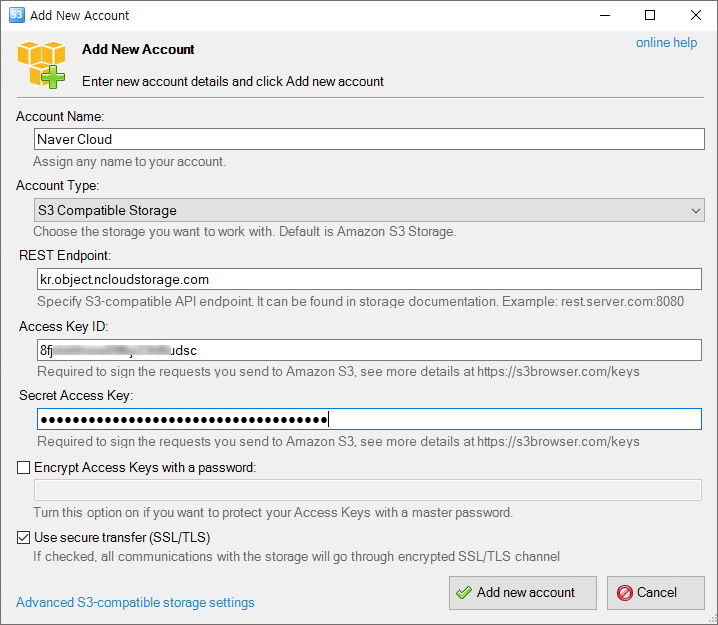 S3 Add New Account
online help
Add New Account
Enter new account details and click Add new account
Account Name:
Naver Cloud
Assign any name to your account.
Account Type:
S3 Compatible Storage
Choose the storage you want to work with. Default is Amazon S3 Storage.
REST Endpoint:
kr.object.ncloudstorage.com
Specify S3-compatible API endpoint. It can be found in storage documentation. Example: rest.server.com:8080
Access Key ID:
8fj udsc
Required to sign the requests you send to Amazon S3, see more details at https://s3browser.com/keys
Secret Access Key:
Required to sign the requests you send to Amazon S3, see more details at https://s3browser.com/keys
Encrypt Access Keys with a password:
Turn this option on if you want to protect your Access Keys with a master password.
Use secure transfer (SSL/TLS)
If checked, all communications with the storage will go through encrypted SSL/TLS channel
Advanced S3-compatible storage settings
Add new account
Cancel